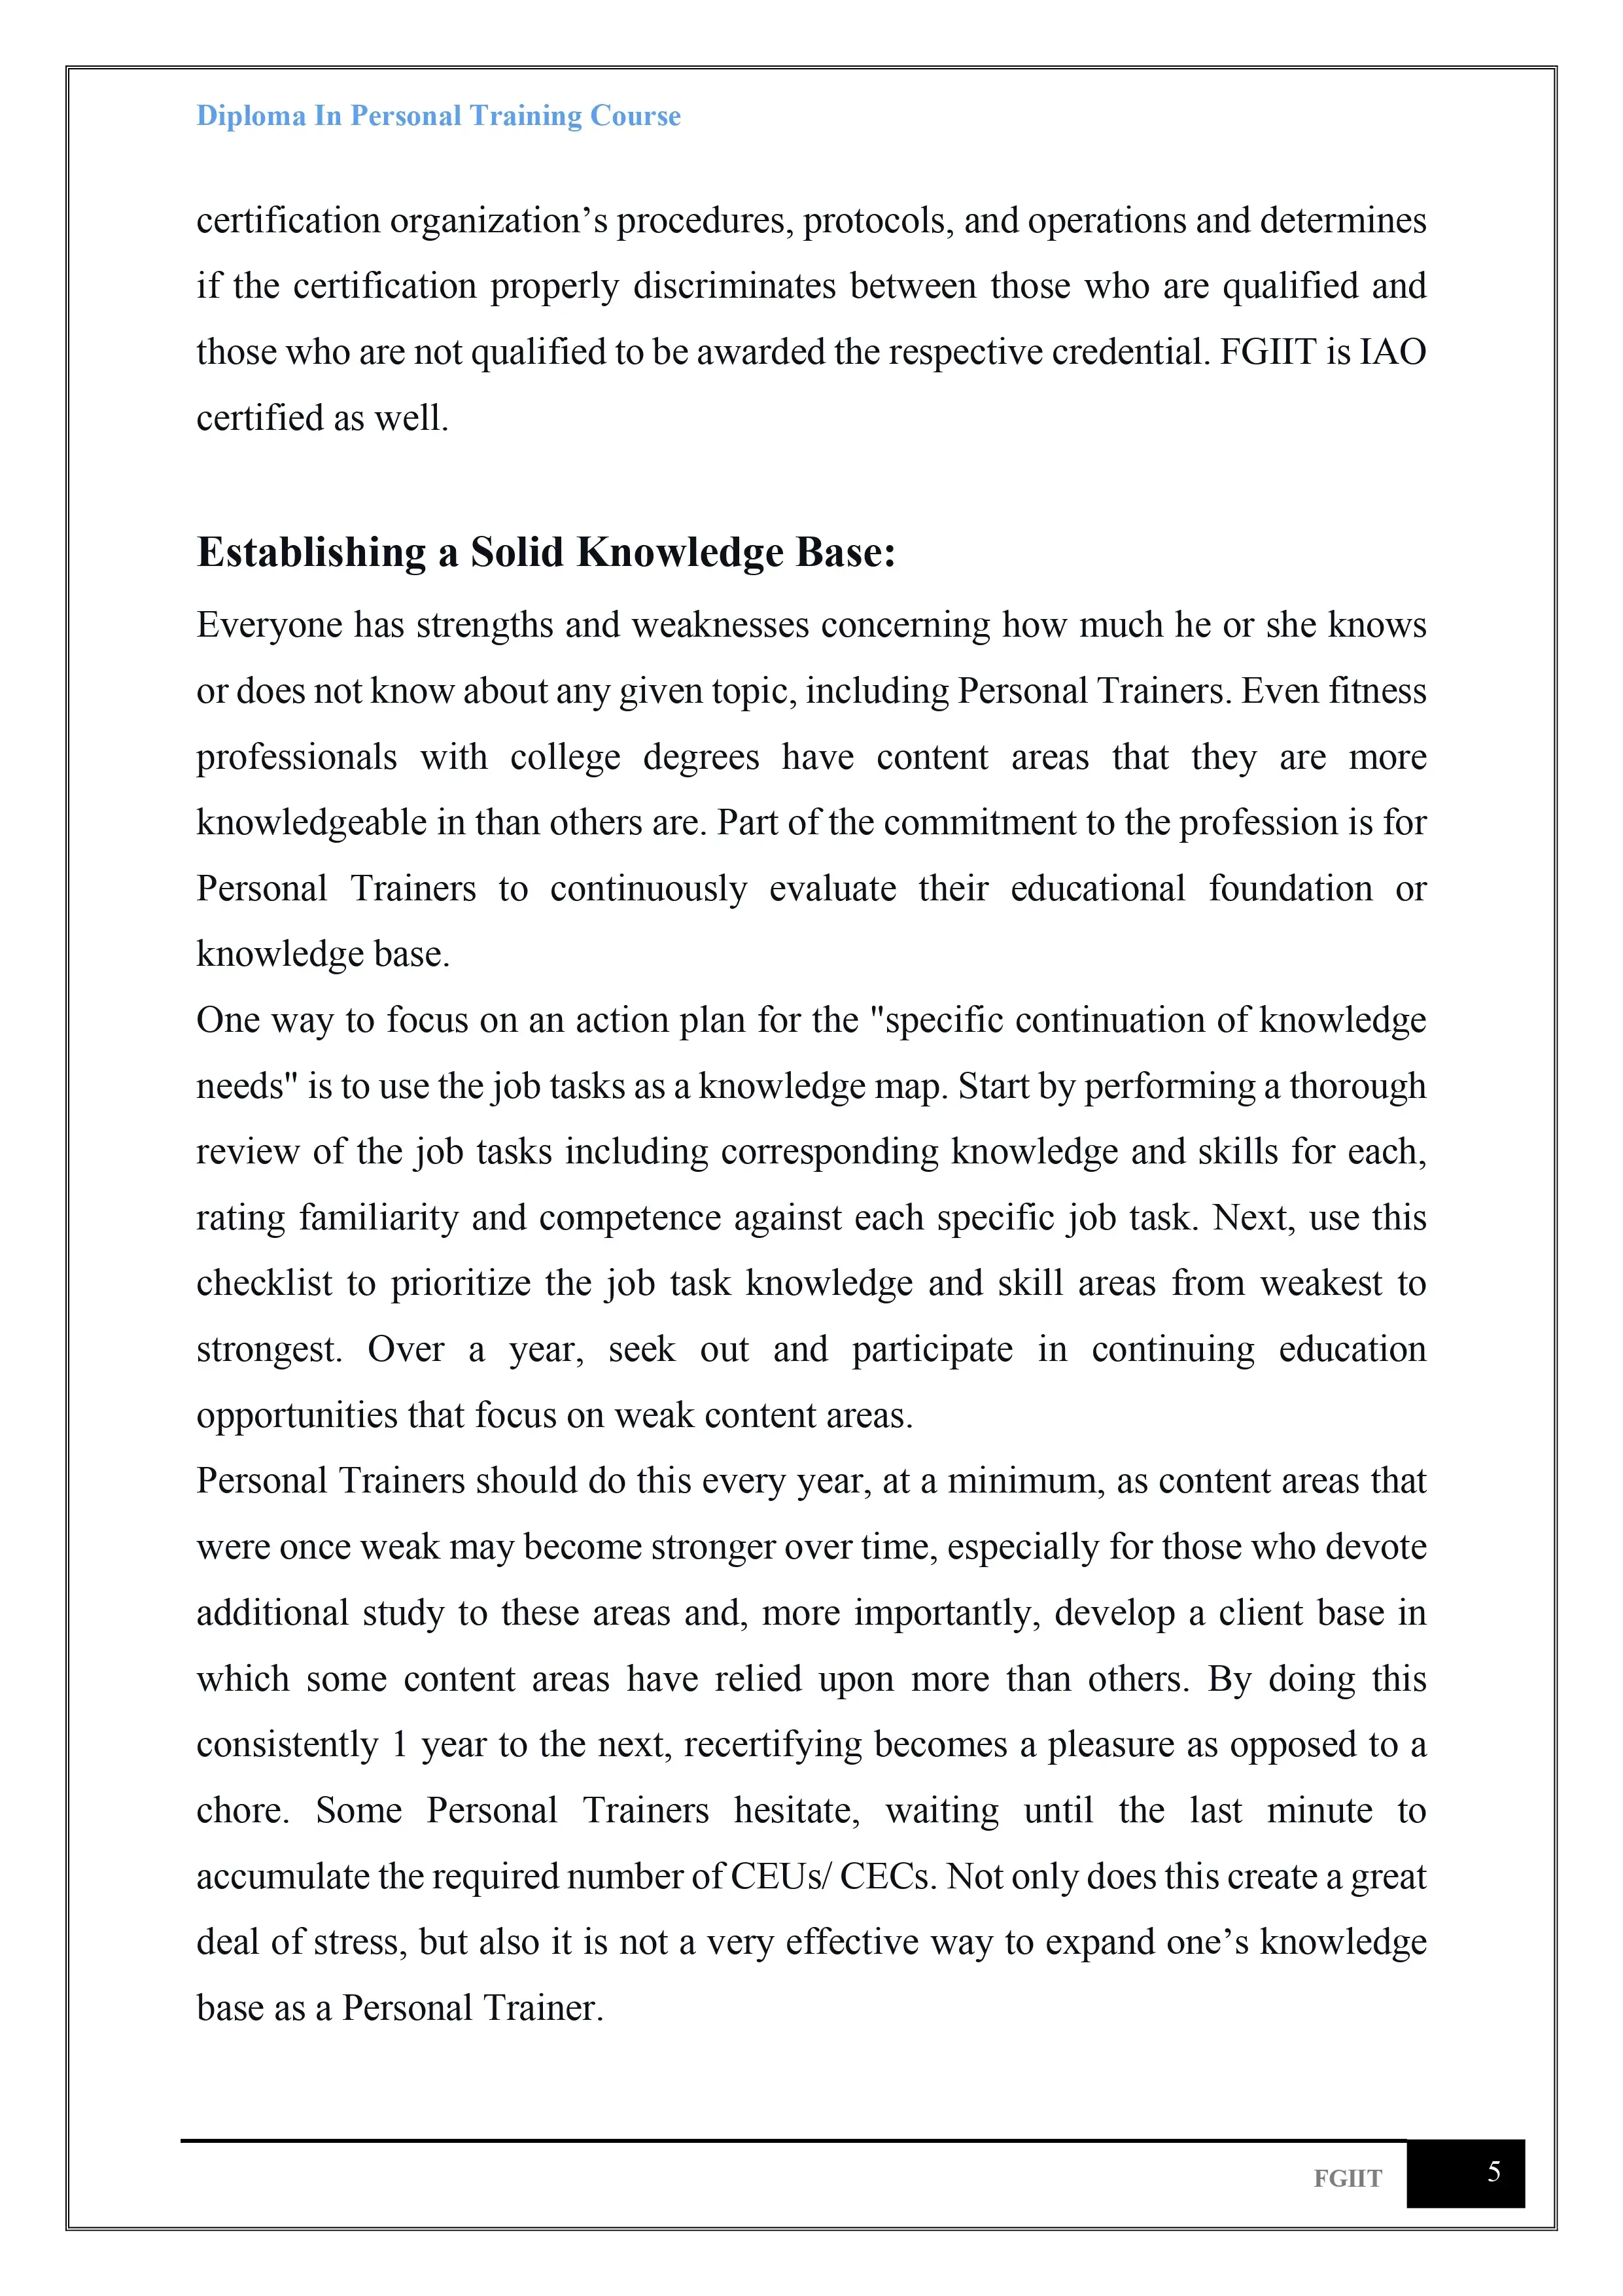 Diploma In Personal Training Course
certification organization’s procedures, protocols, and operations and determines
if the certification properly discriminates between those who are qualified and
those who are not qualified to be awarded the respective credential. FGIIT is IAO
certified as well.
Establishing a Solid Knowledge Base:
Everyone has strengths and weaknesses concerning how much he or she knows
or does not know about any given topic, including Personal Trainers. Even fitness
professionals with college degrees have content areas that they are more
knowledgeable in than others are. Part of the commitment to the profession is for
Personal Trainers to continuously evaluate their educational foundation or
knowledge base.
One way to focus on an action plan for the "specific continuation of knowledge
needs" is to use the job tasks as a knowledge map. Start by performing a thorough
review of the job tasks including corresponding knowledge and skills for each,
rating familiarity and competence against each specific job task. Next, use this
checklist to prioritize the job task knowledge and skill areas from weakest to
strongest. Over a year, seek out and participate in continuing education
opportunities that focus on weak content areas.
Personal Trainers should do this every year, at a minimum, as content areas that
were once weak may become stronger over time, especially for those who devote
additional study to these areas and, more importantly, develop a client base in
which some content areas have relied upon more than others. By doing this
consistently 1 year to the next, recertifying becomes a pleasure as opposed to a
chore. Some Personal Trainers hesitate, waiting until the last minute to
accumulate the required number of CEUs/ CECs. Not only does this create a great
deal of stress, but also it is not a very effective way to expand one’s knowledge
base as a Personal Trainer.
FGIIT 5